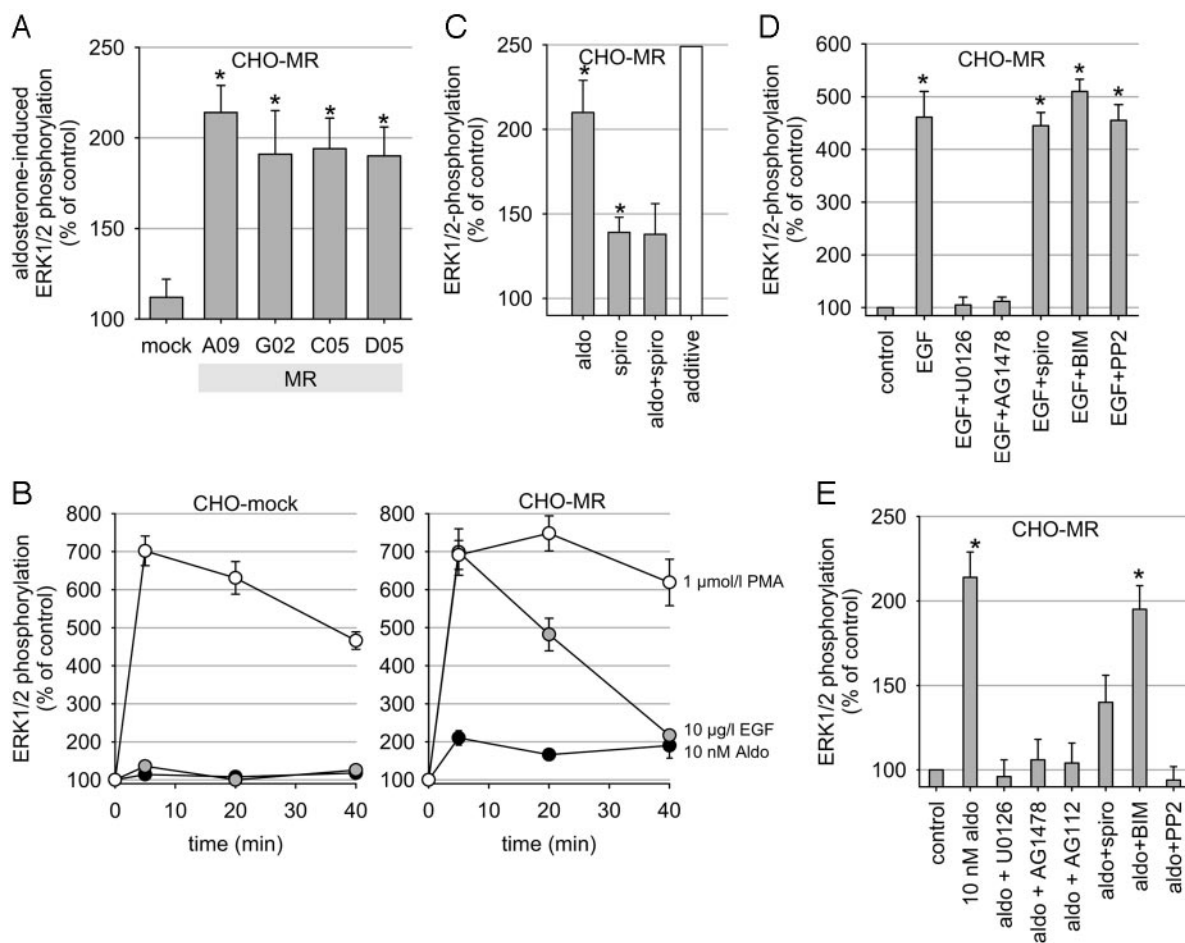 A
aldosterone-induced
ERK1/2 phosphorylation
(% of control)
CHO-MR
250
200
150
100
*
*
*
*
mock A09 G02 C05 D05
MR
C
ERK1/2-phosphorylation
(% of control)
CHO-MR
250
200
150
100
*
*
aldo
spiro
aldo+spiro
additive
D
ERK1/2-phosphorylation
(% of control)
CHO-MR
600
500
400
300
200
100
*
*
*
*
control
EGF
EGF+U0126
EGF+AG1478
EGF+spiro
EGF+BIM
EGF+PP2
B
ERK1/2 phosphorylation
(% of control)
CHO-mock
800
700
600
500
400
300
200
100
0 10 20 30 40
time (min)
CHO-MR
800
700
600
500
400
300
200
100
0 10 20 30 40
time (min)
1 µmol/l PMA
10 µg/l EGF
10 nM Aldo
E
ERK1/2 phosphorylation
(% of control)
CHO-MR
250
200
150
100
*
*
control
10 nM aldo
aldo + U0126
aldo + AG1478
aldo + AG112
aldo+spiro
aldo+BIM
aldo+PP2